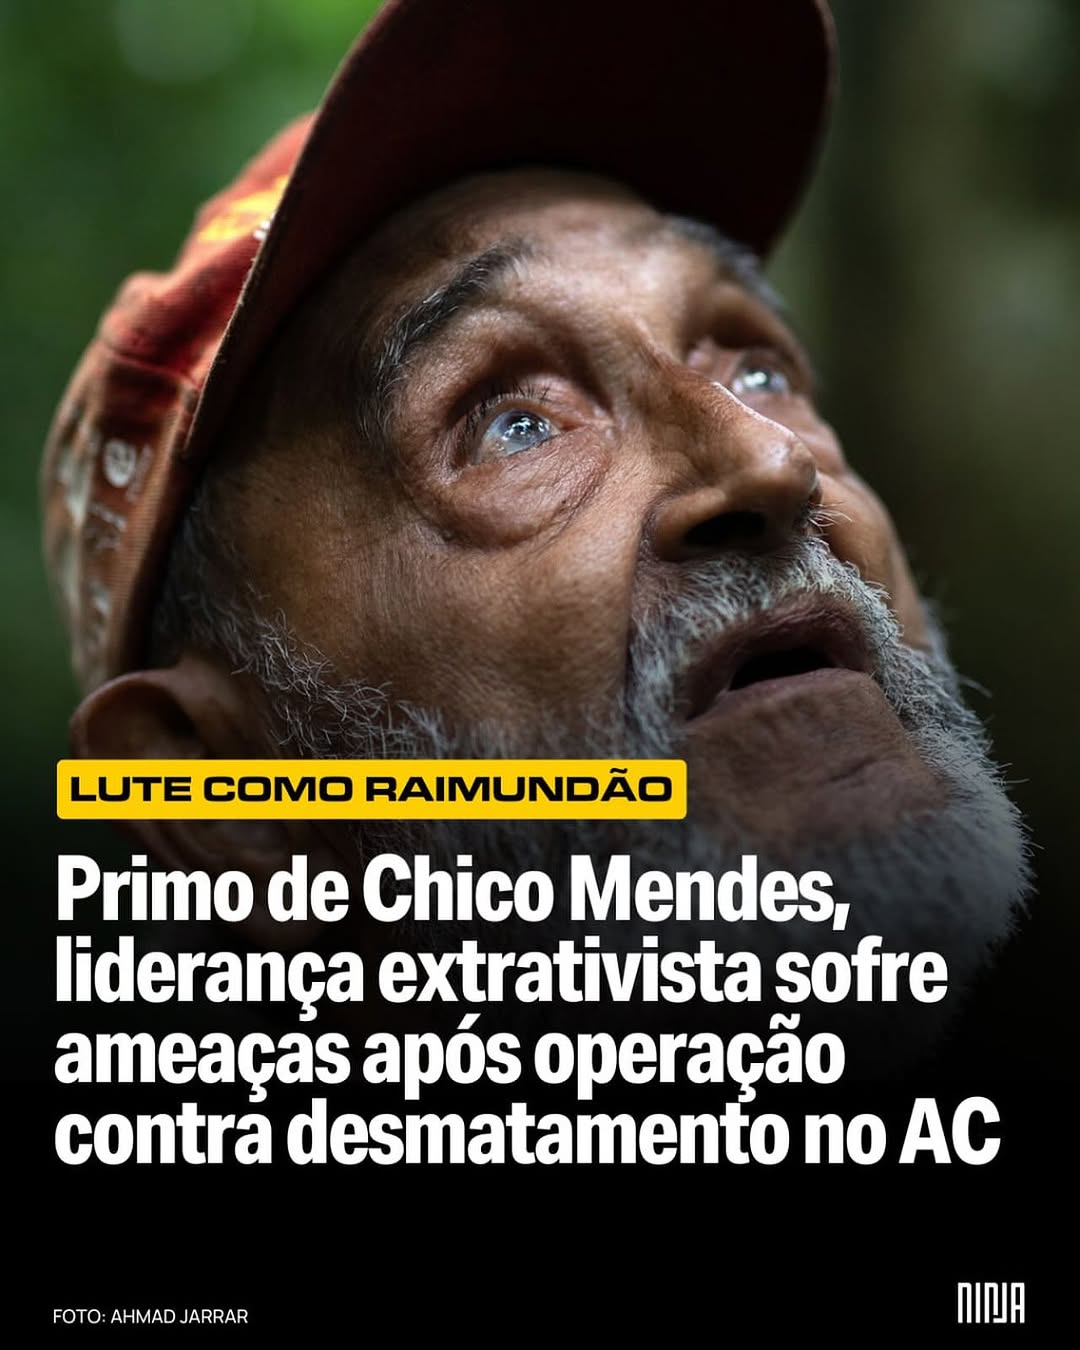 LUTE COMO RAIMUNDÃO
Primo de Chico Mendes,
liderança extrativista sofre
ameaças após operação
contra desmatamento no AC
FOTO: AHMAD JARRAR
NINJA